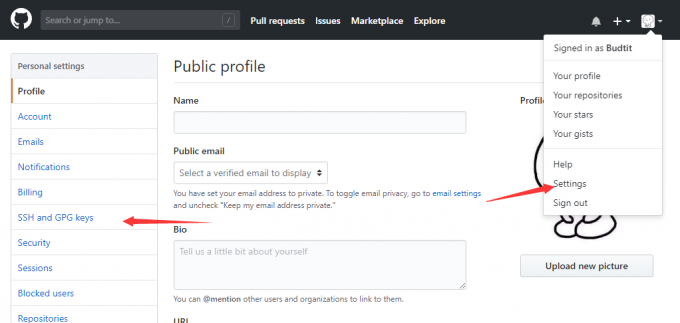 Search or jump to...
/
Pull requests
Issues
Marketplace
Explore
Signed in as Budtit
Your profile
Your repositories
Your stars
Your gists
Help
Settings
Sign out
Personal settings
Profile
Account
Emails
Notifications
Billing
SSH and GPG keys
Security
Sessions
Blocked users
Repositories
Public profile
Name
Public email
Select a verified email to display
You have set your email address to private. To toggle email privacy, go to email settings
and uncheck "Keep my email address private."
Bio
Tell us a little bit about yourself
You can @mention other users and organizations to link to them.
URL
Profile
Upload new picture